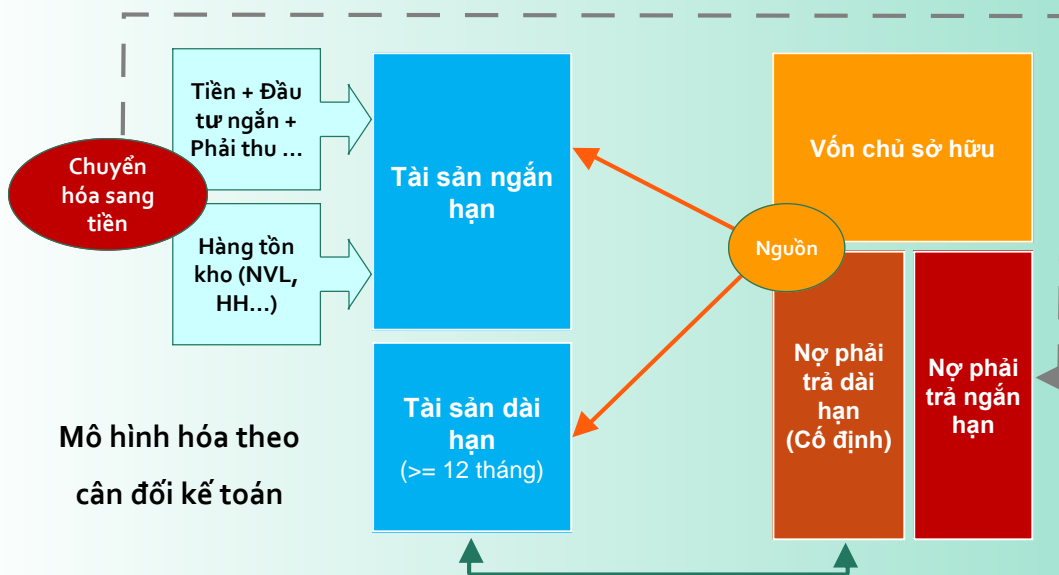 Tiền + Đầu
tư ngắn +
Phải thu ...
Chuyển
hóa sang
tiền
Hàng tồn
kho (NVL,
HH...)
Tài sản ngắn
hạn
Tài sản dài
hạn
(>= 12 tháng)
Vốn chủ sở hữu
Nguồn
Nợ phải
trả dài
hạn
(Cố định)
Nợ phải
trả ngắn
hạn
Mô hình hóa theo
cân đối kế toán